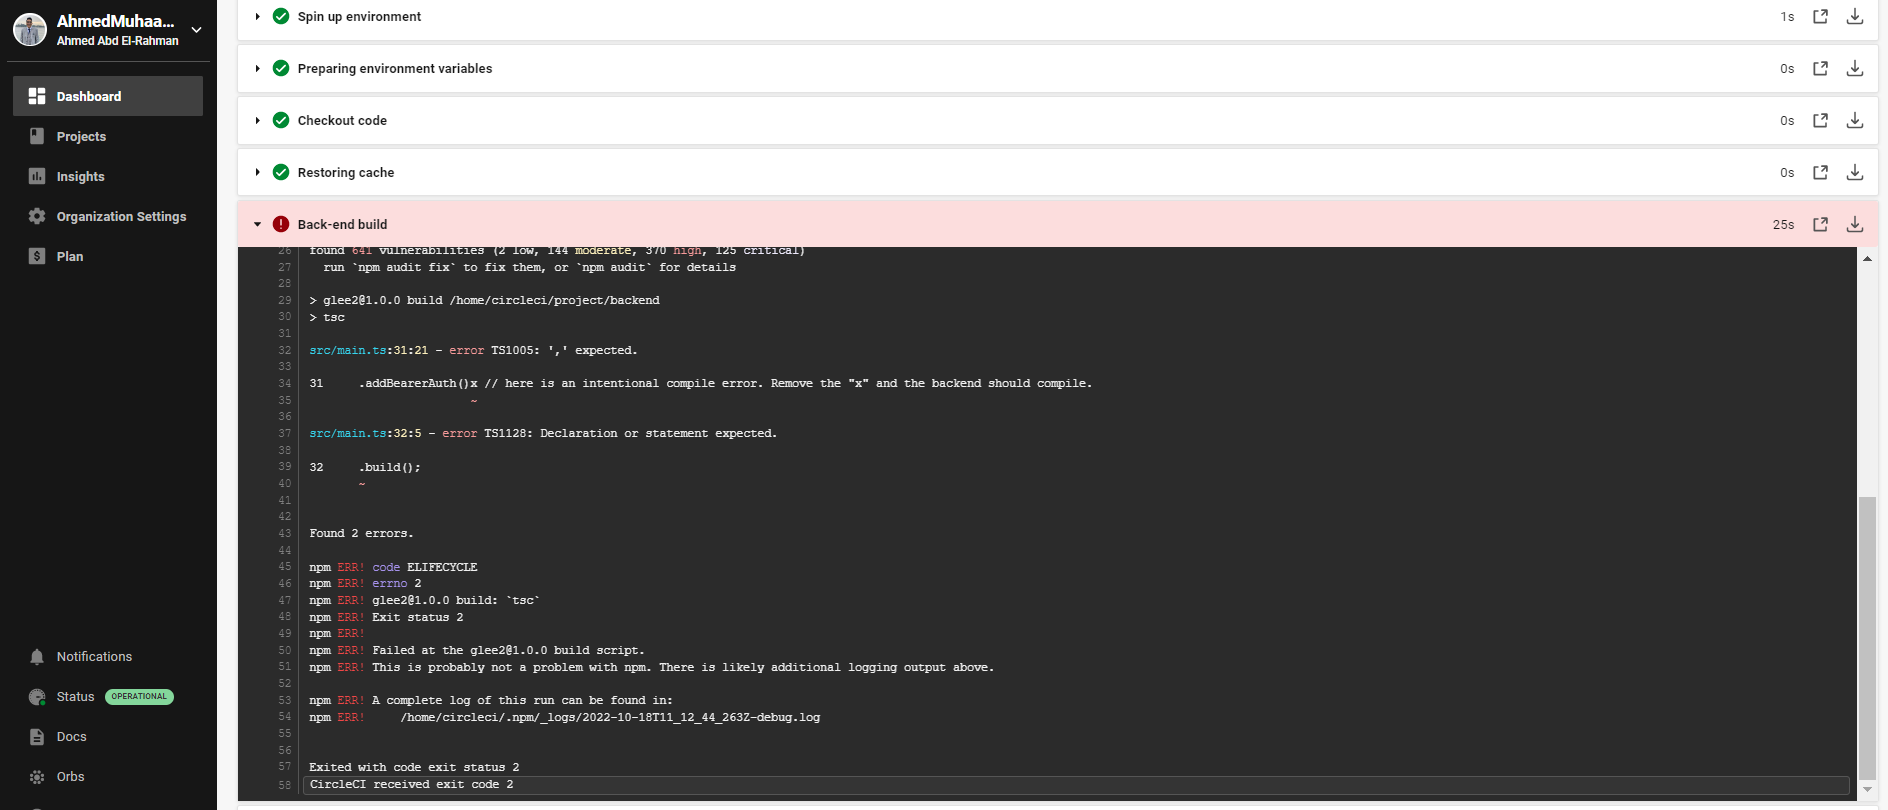 AhmedMuhaa...
Ahmed Abd El-Rahman
Dashboard
Projects
Insights
Organization Settings
Plan
Notifications
Status OPERATIONAL
Docs
Orbs
Spin up environment 1s
Preparing environment variables 0s
Checkout code 0s
Restoring cache 0s
Back-end build 25s
26 found 641 vulnerabilities (2 low, 144 moderate, 370 high, 125 critical)
27 run `npm audit fix` to fix them, or `npm audit` for details
28
29 > glee2@1.0.0 build /home/circleci/project/backend
30 > tsc
31
32 src/main.ts:31:21 - error TS1005: ',' expected.
33
34 31     .addBearerAuth()x // here is an intentional compile error. Remove the "x" and the backend should compile.
35 ~
36
37 src/main.ts:32:5 - error TS1128: Declaration or statement expected.
38
39 32     .build();
40 ~
41
42
43 Found 2 errors.
44
45 npm ERR! code ELIFECYCLE
46 npm ERR! errno 2
47 npm ERR! glee2@1.0.0 build: `tsc`
48 npm ERR! Exit status 2
49 npm ERR!
50 npm ERR! Failed at the glee2@1.0.0 build script.
51 npm ERR! This is probably not a problem with npm. There is likely additional logging output above.
52
53 npm ERR! A complete log of this run can be found in:
54 npm ERR!     /home/circleci/.npm/_logs/2022-10-18T11_12_44_263Z-debug.log
55
56
57 Exited with code exit status 2
58 CircleCI received exit code 2